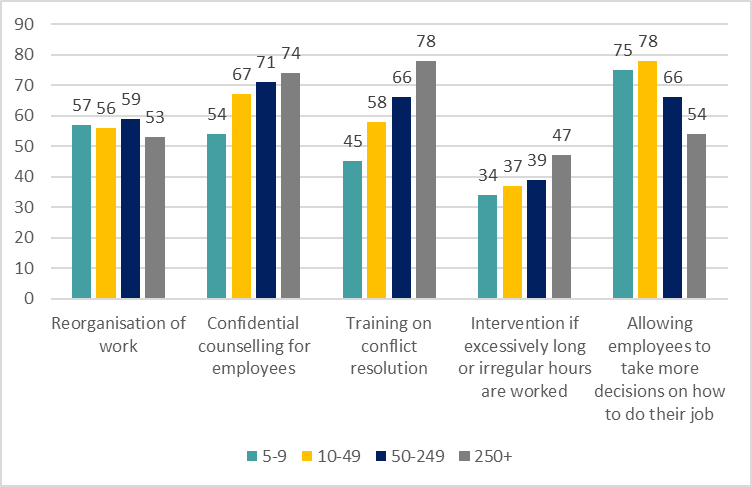 90
80
70
60
50
40
30
20
10
0
57 56 59 53
54 67 71 74
45 58 66 78
34 37 39 47
75 78 66 54
Reorganisation of
work
Confidential
counselling for
employees
Training on
conflict
resolution
Intervention if
excessively long
or irregular hours
are worked
Allowing
employees to
take more
decisions on how
to do their job
5-9 10-49 50-249 250+